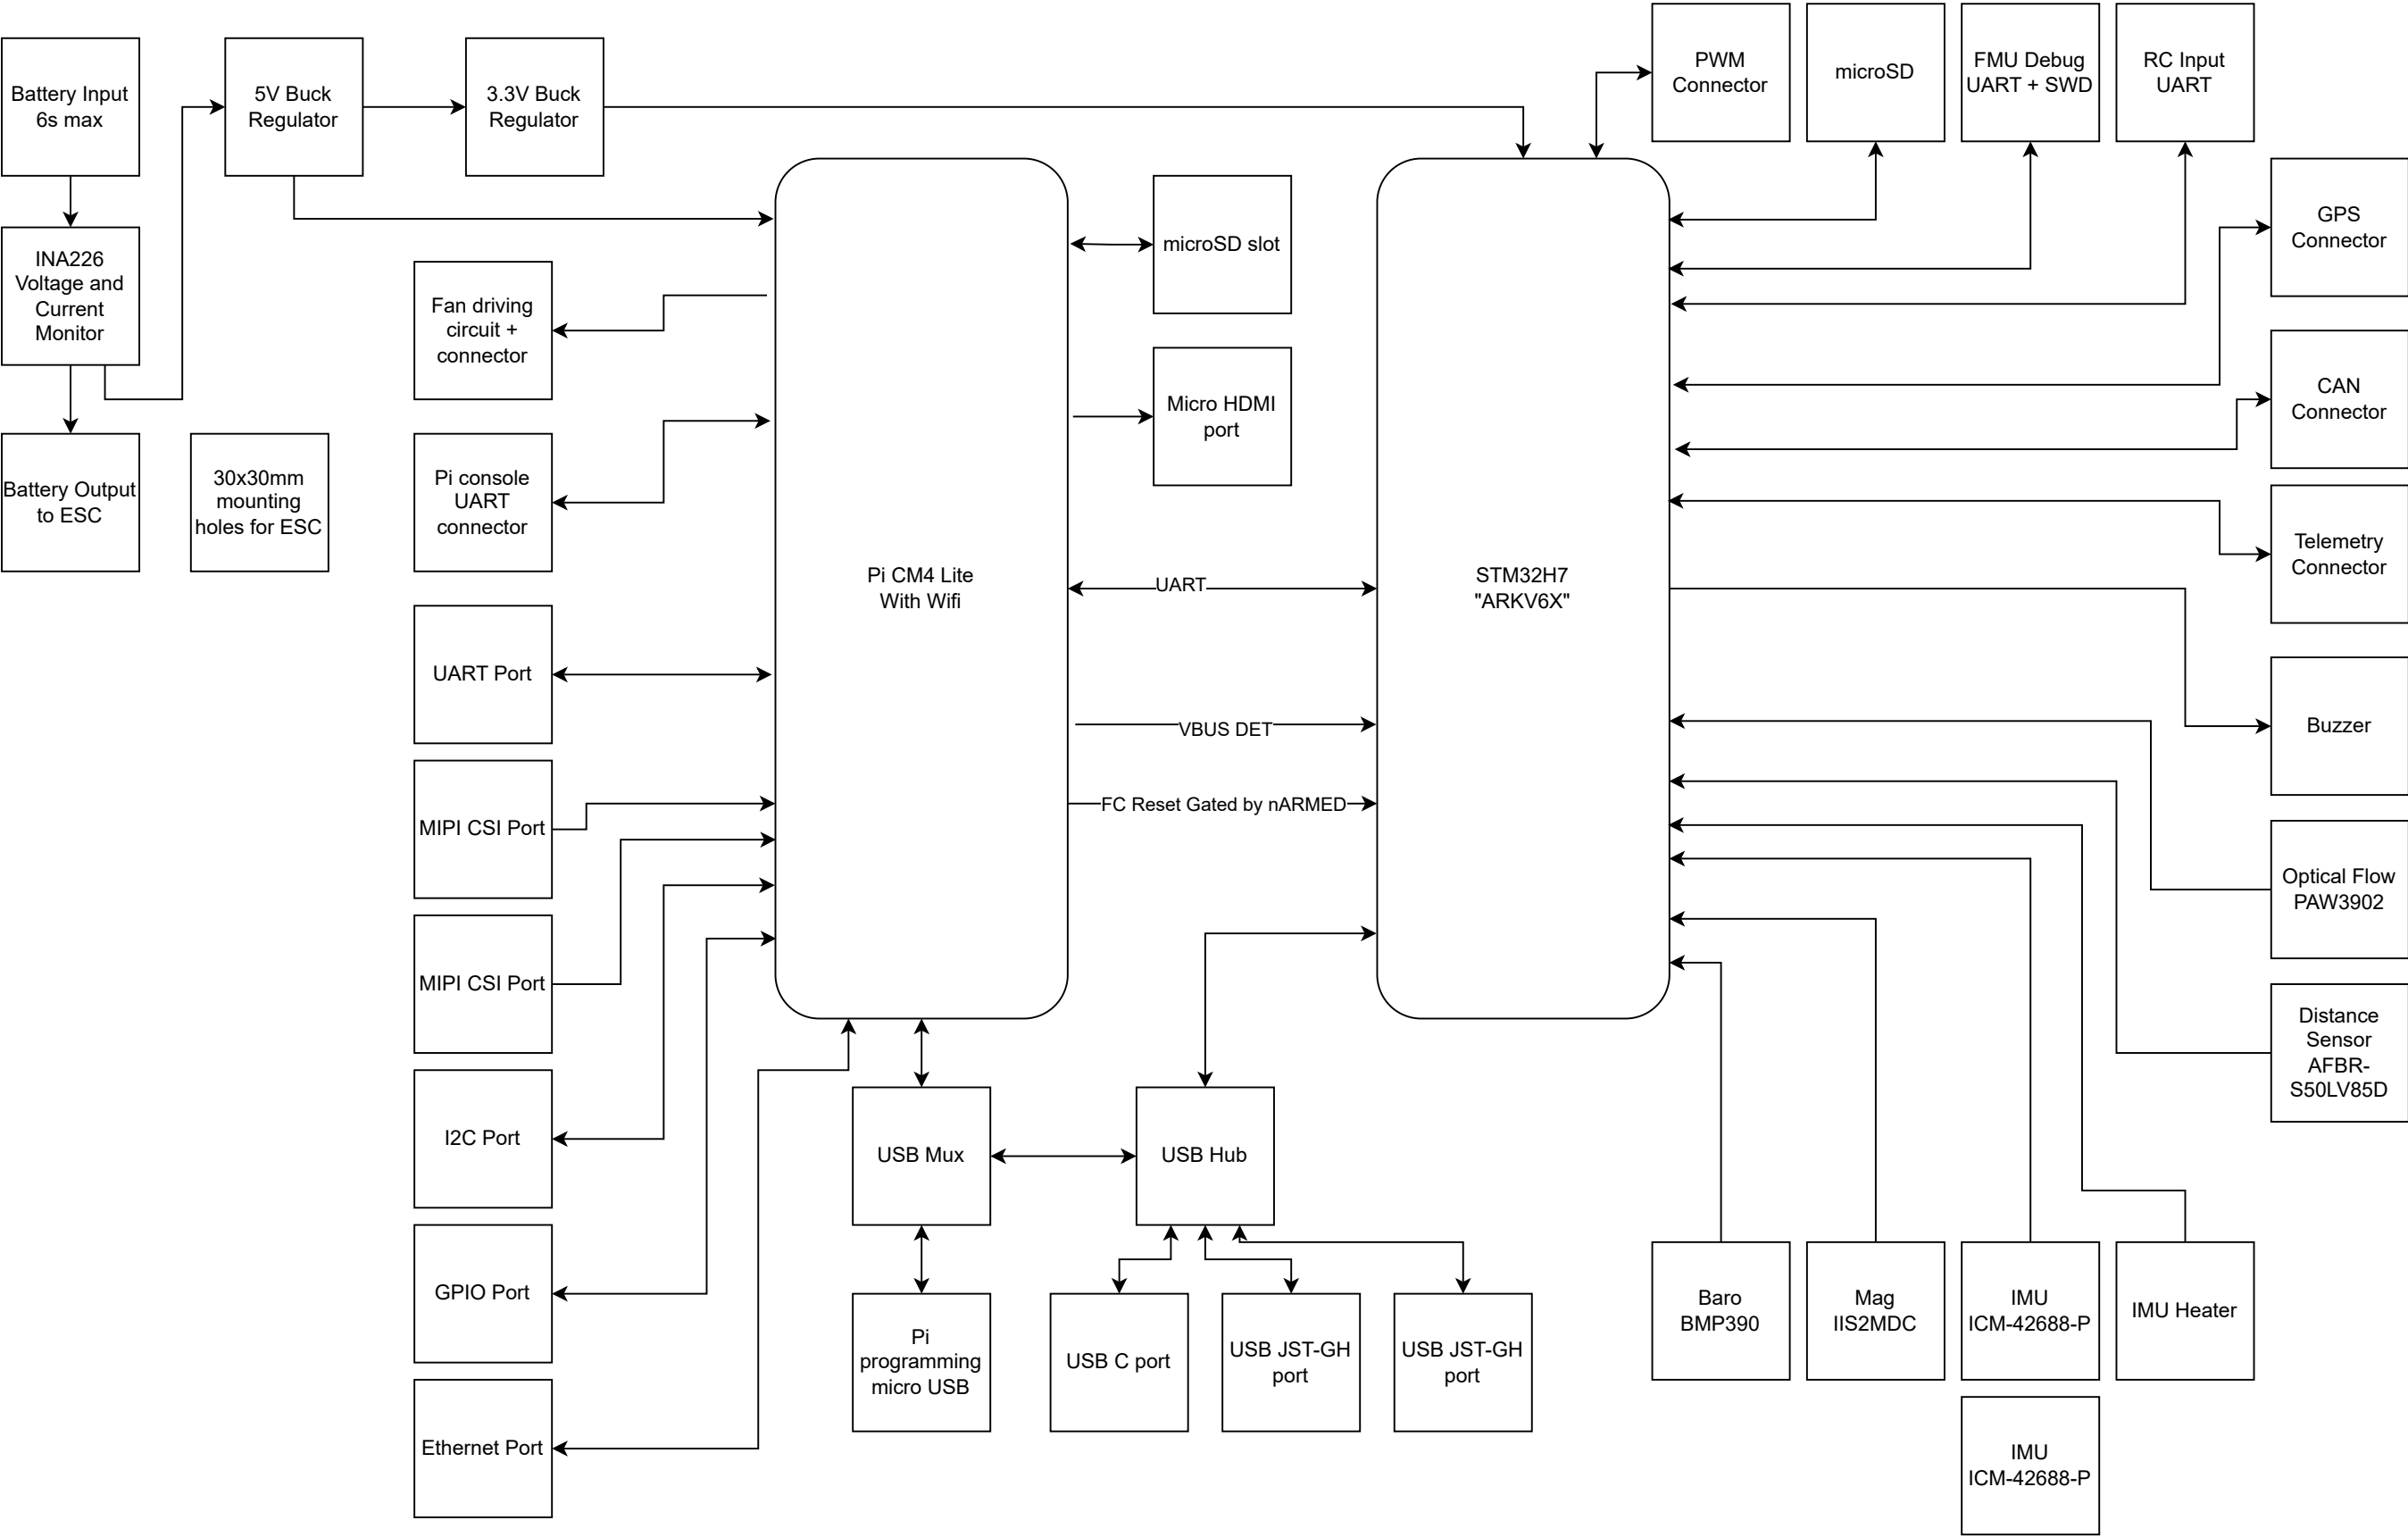 Battery Input
6s max
5V Buck
Regulator
3.3V Buck
Regulator
PWM
Connector
microSD
FMU Debug
UART + SWD
RC Input
UART
INA226
Voltage and
Current
Monitor
Fan driving
circuit +
connector
microSD slot
GPS
Connector
Micro HDMI
port
CAN
Connector
Battery Output
to ESC
30x30mm
mounting
holes for ESC
Pi console
UART
connector
Pi CM4 Lite
With Wifi
UART
STM32H7
"ARKV6X"
Telemetry
Connector
UART Port
VBUS DET
Buzzer
MIPI CSI Port
FC Reset Gated by nARMED
Optical Flow
PAW3902
MIPI CSI Port
Distance
Sensor
AFBR-
S50LV85D
I2C Port
USB Mux
USB Hub
GPIO Port
Pi
programming
micro USB
USB C port
USB JST-GH
port
USB JST-GH
port
Baro
BMP390
Mag
IIS2MDC
IMU
ICM-42688-P
IMU Heater
Ethernet Port
IMU
ICM-42688-P